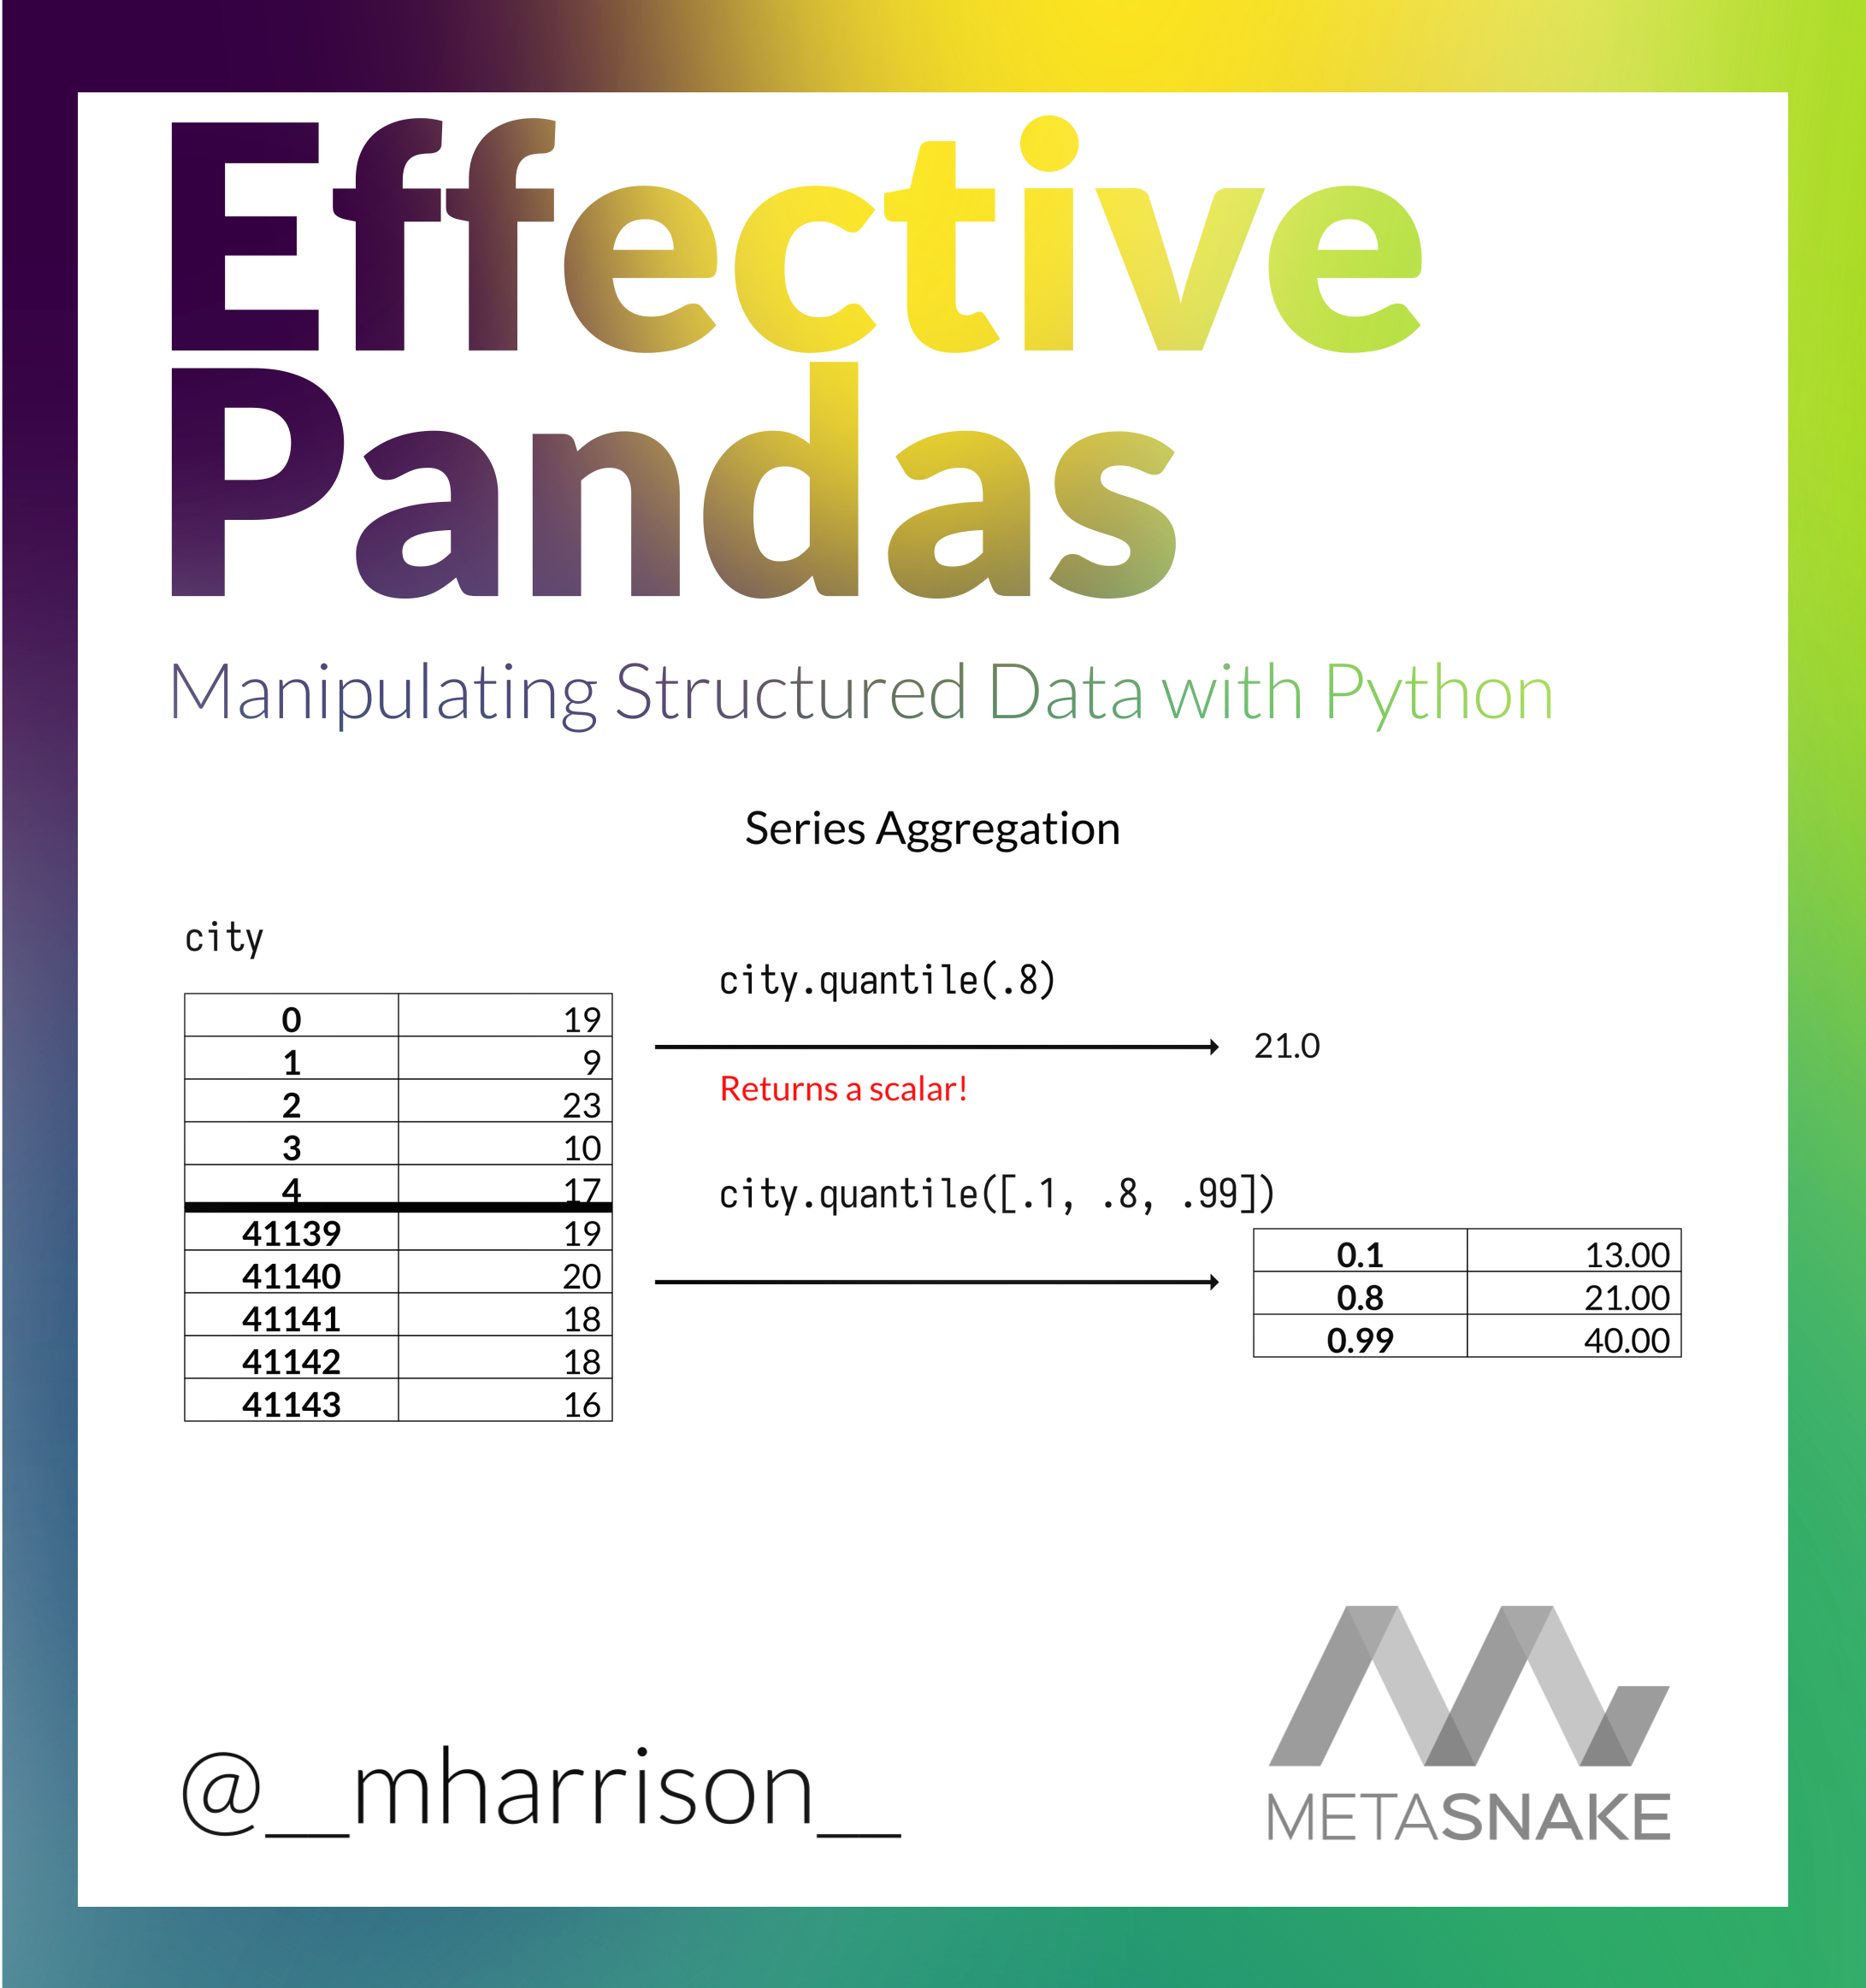 Effective
Pandas
Manipulating Structured Data with Python
Series Aggregation
city
0 19
1 9
2 23
3 10
4 17
41139 19
41140 20
41141 18
41142 18
41143 16
city.quantile(.8)
21.0
Returns a scalar!
city.quantile([.1, .8, .99])
0.1 13.00
0.8 21.00
0.99 40.00
@__mharrison__
METASNAKE